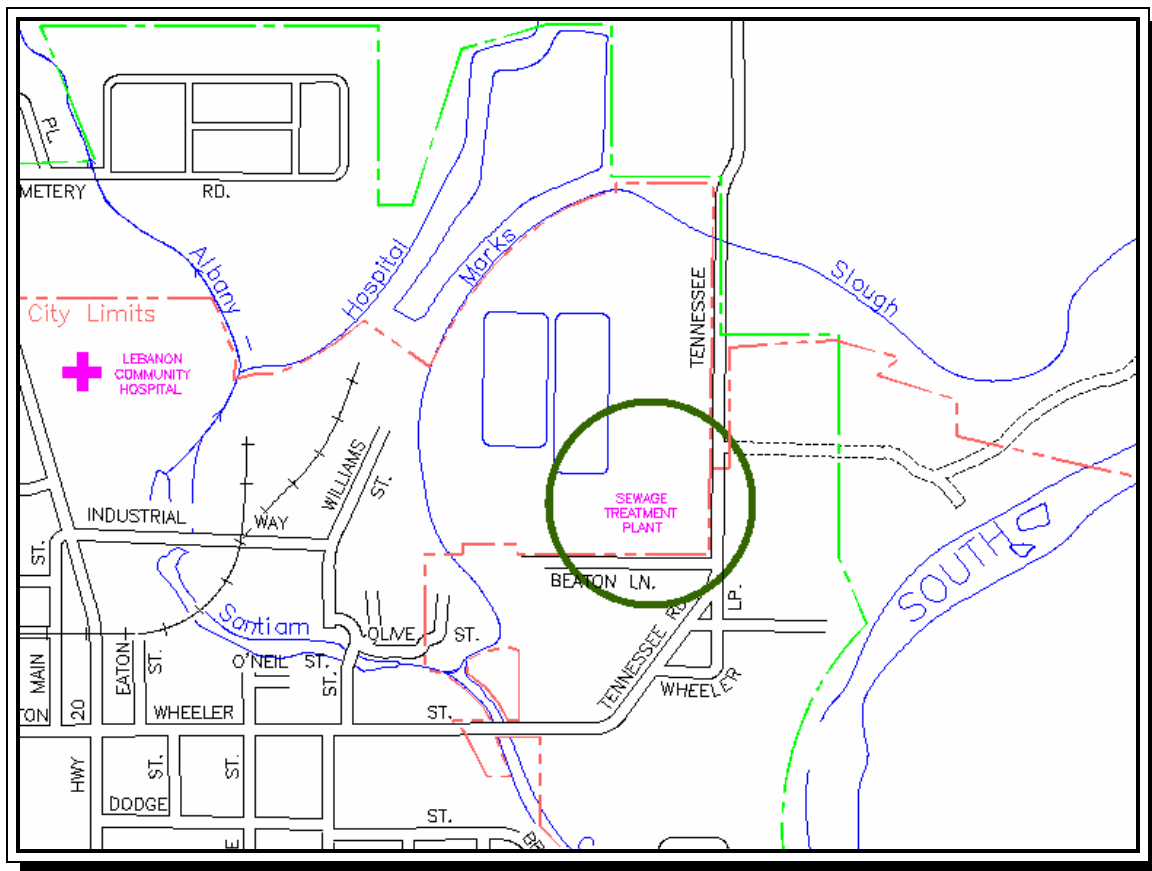 PL.
METERY RD.
Albany
Hospital
Marks
Slough
TENNESSEE
City Limits
LEBANON
COMMUNITY
HOSPITAL
WILLIAMS ST.
INDUSTRIAL WAY
SEWAGE
TREATMENT
PLANT
SOUTH
ST.
BEATON LN.
LP.
Santiam
OLIVE ST.
O'NEIL ST.
TENNESSEE RD.
MAIN
EATON ST.
ST.
WHEELER
TON
20
WHEELER ST.
HWY
ST.
ST.
DODGE
ST.
E
BR